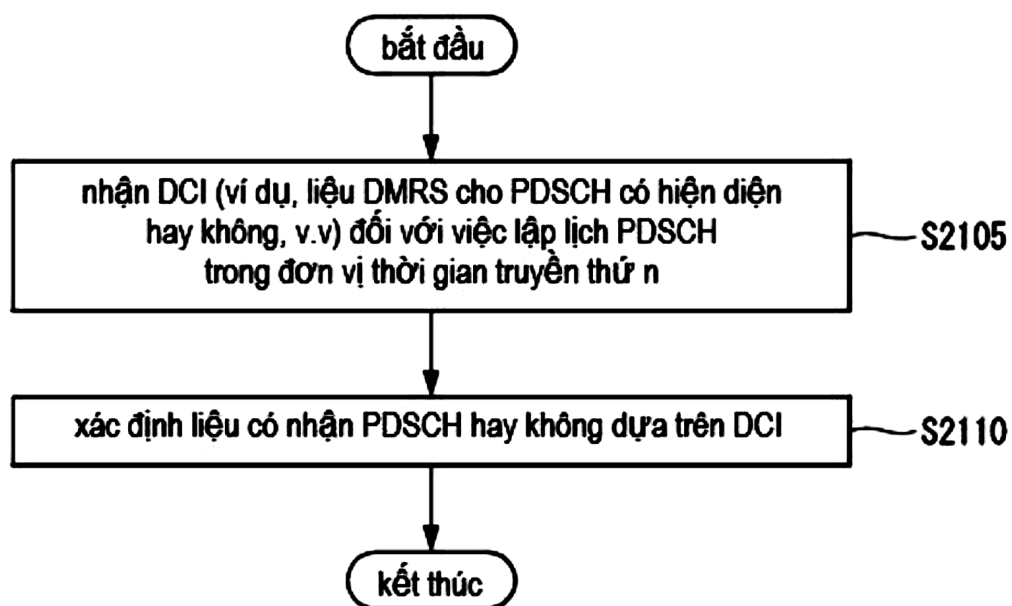 bắt đầu
nhận DCI (ví dụ, liệu DMRS cho PDSCH có hiện diện
hay không, v.v) đối với việc lập lịch PDSCH
trong đơn vị thời gian truyền thứ n
S2105
xác định liệu có nhận PDSCH hay không dựa trên DCI
S2110
kết thúc